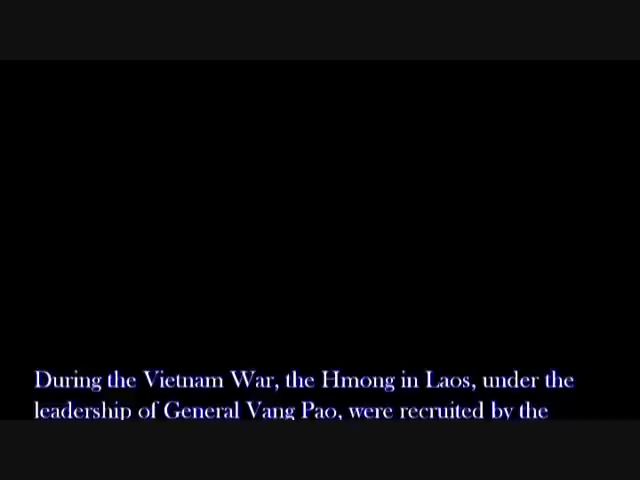 During the Vietnam War, the Hmong in Laos, under the
leadership of General Vang Pao, were recruited by the